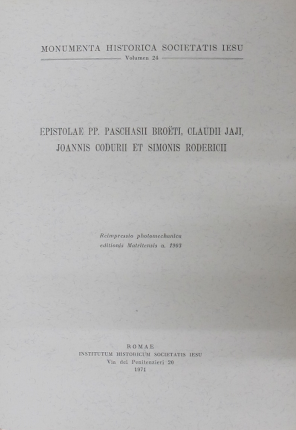 MONUMENTA HISTORICA SOCIETATIS IESU
Volumen 24
EPISTOLAE PP. PASCHASII BROËTI, CLAUDII JAJI,
JOANNIS CODURII ET SIMONIS RODERICII
Reimpressio photomechanica
editionis Matritensis a. 1903
ROMAE
INSTITUTUM HISTORICUM SOCIETATIS IESU
Via dei Penitenzieri 20
1971